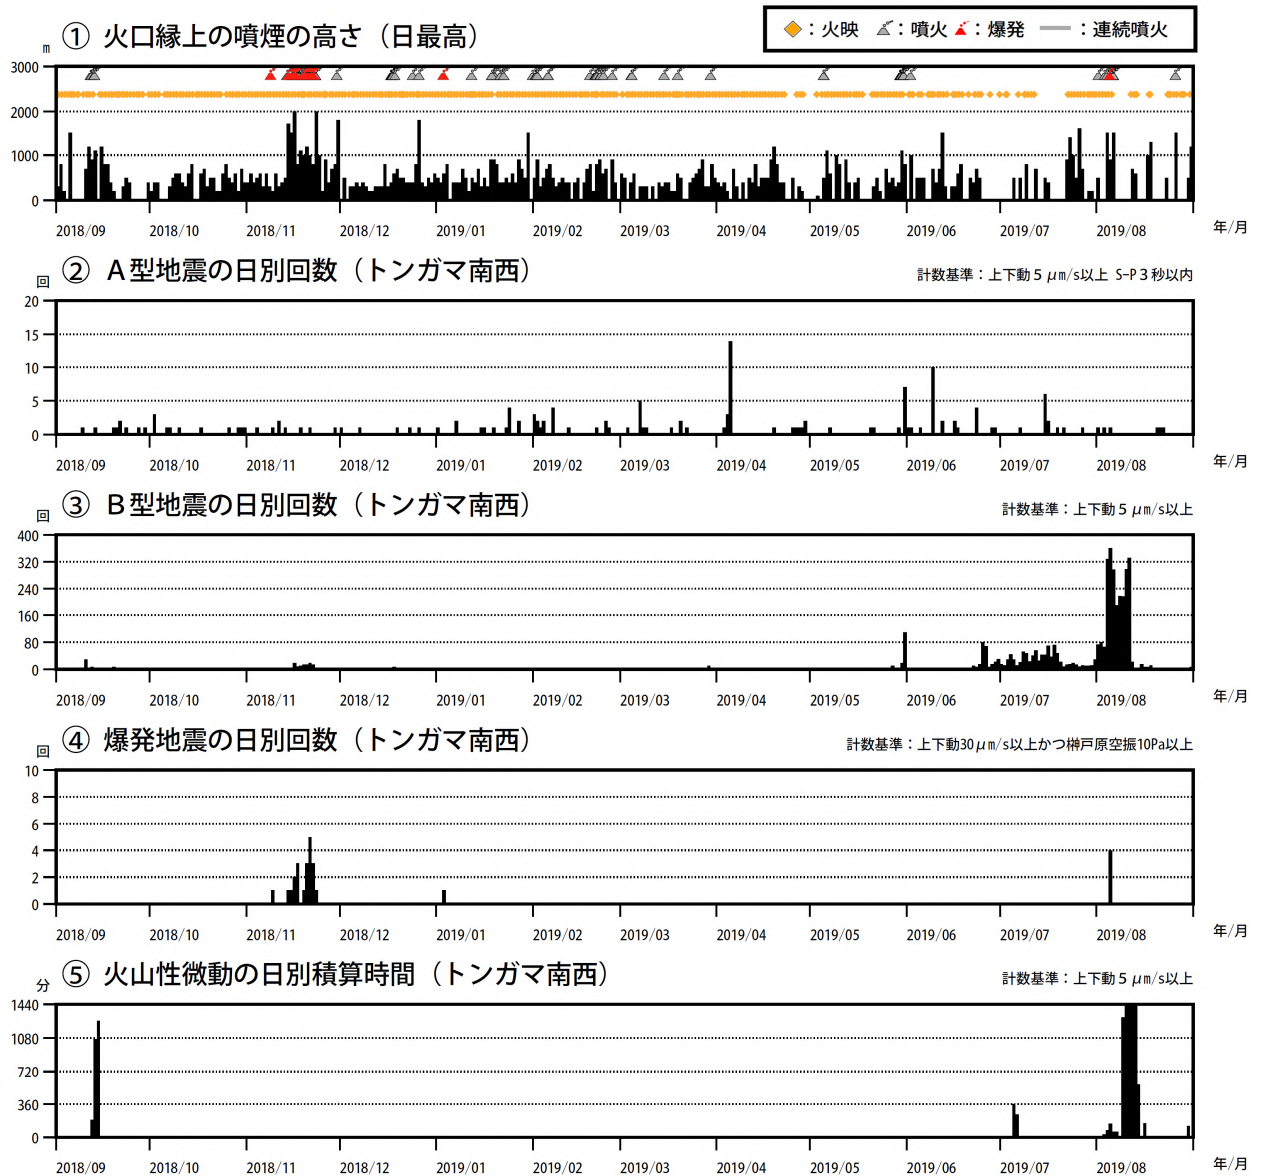 ① 火口縁上の噴煙の高さ（日最高）
：火映 ：噴火 ：爆発 ：連続噴火
m
3000
2000
1000
0
2018/09 2018/10 2018/11 2018/12 2019/01 2019/02 2019/03 2019/04 2019/05 2019/06 2019/07 2019/08 年/月
② A型地震の日別回数（トンガマ南西）
計数基準：上下動5μm/s以上 S-P3秒以内
回
20
15
10
5
0
2018/09 2018/10 2018/11 2018/12 2019/01 2019/02 2019/03 2019/04 2019/05 2019/06 2019/07 2019/08 年/月
③ B型地震の日別回数（トンガマ南西）
計数基準：上下動5μm/s以上
回
400
320
240
160
80
0
2018/09 2018/10 2018/11 2018/12 2019/01 2019/02 2019/03 2019/04 2019/05 2019/06 2019/07 2019/08 年/月
④ 爆発地震の日別回数（トンガマ南西）
計数基準：上下動30μm/s以上かつ榊戸原空振10Pa以上
回
10
8
6
4
2
0
2018/09 2018/10 2018/11 2018/12 2019/01 2019/02 2019/03 2019/04 2019/05 2019/06 2019/07 2019/08 年/月
⑤ 火山性微動の日別積算時間（トンガマ南西）
計数基準：上下動5μm/s以上
分
1440
1080
720
360
0
2018/09 2018/10 2018/11 2018/12 2019/01 2019/02 2019/03 2019/04 2019/05 2019/06 2019/07 2019/08 年/月